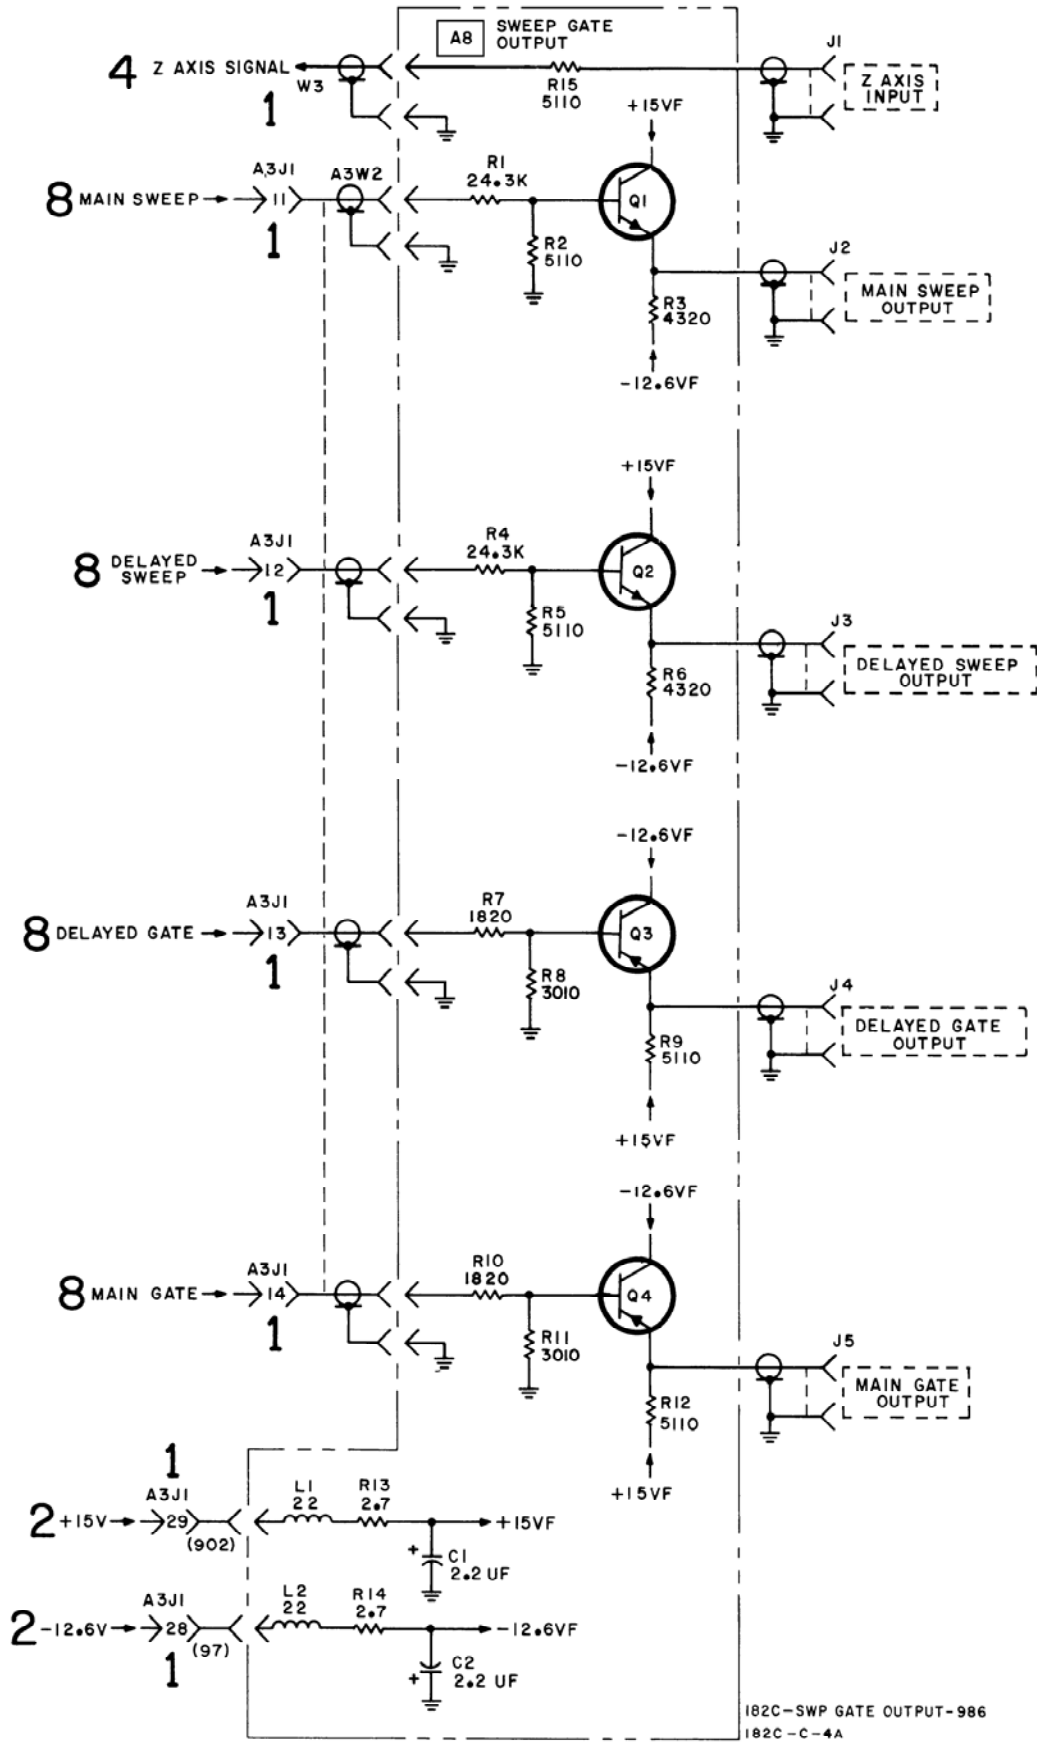 A8 SWEEP GATE
OUTPUT
4 Z AXIS SIGNAL
W3
1
R15
5110
J1
Z AXIS
INPUT
+15VF
8 MAIN SWEEP
A3J1
11
1
A3W2
R1
24.3K
R2
5110
Q1
R3
4320
-12.6VF
J2
MAIN SWEEP
OUTPUT
+15VF
8 DELAYED
SWEEP
A3J1
12
1
R4
24.3K
R5
5110
Q2
R6
4320
-12.6VF
J3
DELAYED SWEEP
OUTPUT
-12.6VF
8 DELAYED GATE
A3J1
13
1
R7
1820
R8
3010
Q3
R9
5110
+15VF
J4
DELAYED GATE
OUTPUT
-12.6VF
8 MAIN GATE
A3J1
14
1
R10
1820
R11
3010
Q4
R12
5110
+15VF
J5
MAIN GATE
OUTPUT
1
2 +15V
A3J1
29
(902)
L1
22
R13
2.7
+15VF
+
C1
2.2 UF
2 -12.6V
A3J1
28
(97)
1
L2
22
R14
2.7
-12.6VF
+
C2
2.2 UF
182C-SWP GATE OUTPUT-986
182C-C-4A